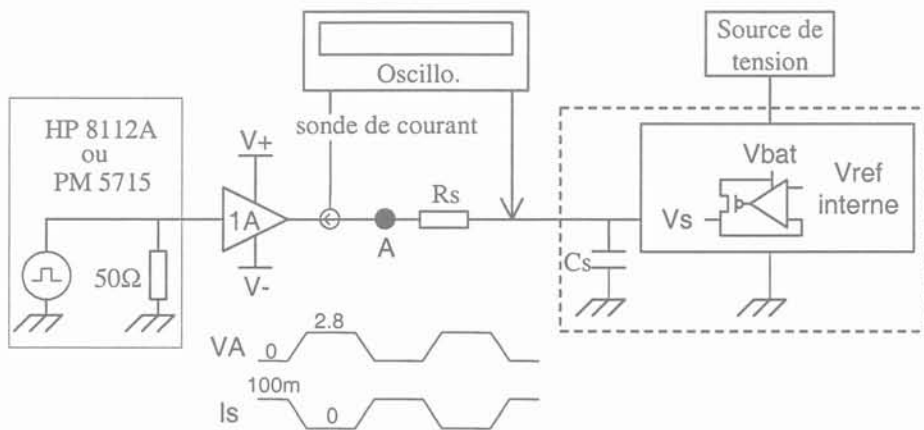 Source de
tension
Oscillo.
HP 8112A
ou
PM 5715
sonde de courant
V+
1A
V-
50Ω
A
Rs
Cs
Vbat
Vref
interne
Vs
VA
0
2.8
Is
100m
0